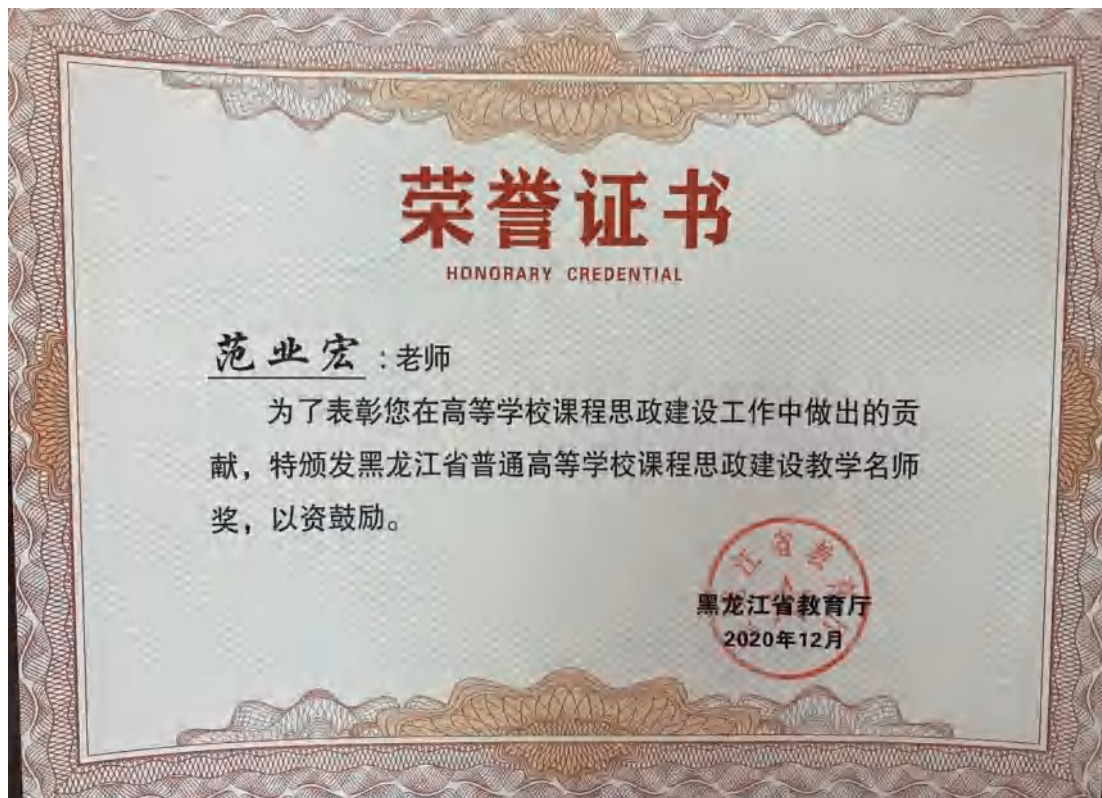 荣誉证书
HONORARY CREDENTIAL
范业宏：老师
为了表彰您在高等学校课程思政建设工作中做出的贡
献，特颁发黑龙江省普通高等学校课程思政建设教学名师
奖，以资鼓励。
江省教
黑龙江省教育厅
2020年12月